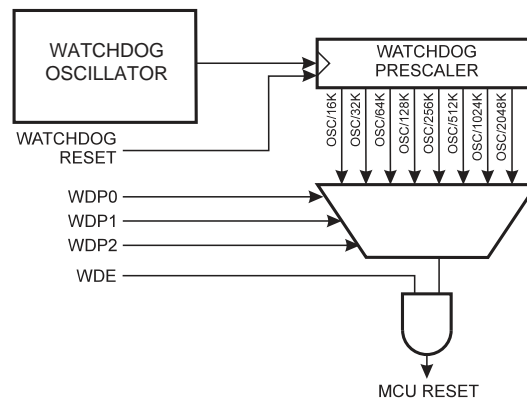 WATCHDOG
OSCILLATOR
WATCHDOG
PRESCALER
WATCHDOG
RESET
OSC/16K
OSC/32K
OSC/64K
OSC/128K
OSC/256K
OSC/512K
OSC/1024K
OSC/2048K
WDP0
WDP1
WDP2
WDE
MCU RESET